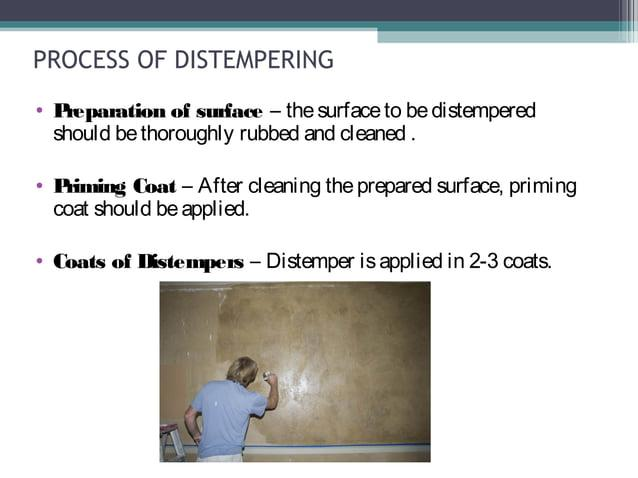 PROCESS OF DISTEMPERING
• Preparation of surface – the surface to be distempered
should be thoroughly rubbed and cleaned .
• Priming Coat – After cleaning the prepared surface, priming
coat should be applied.
• Coats of Distempers – Distemper is applied in 2-3 coats.